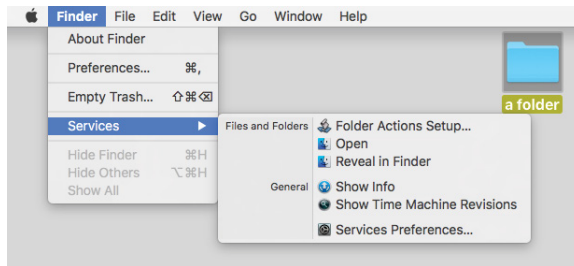 Finder File Edit View Go Window Help
About Finder
Preferences... ⌘,
Empty Trash... ⇧⌘⌫
Services ▶
Hide Finder ⌘H
Hide Others ⌥⌘H
Show All
Files and Folders Folder Actions Setup...
Open
Reveal in Finder
General Show Info
Show Time Machine Revisions
Services Preferences...
a folder